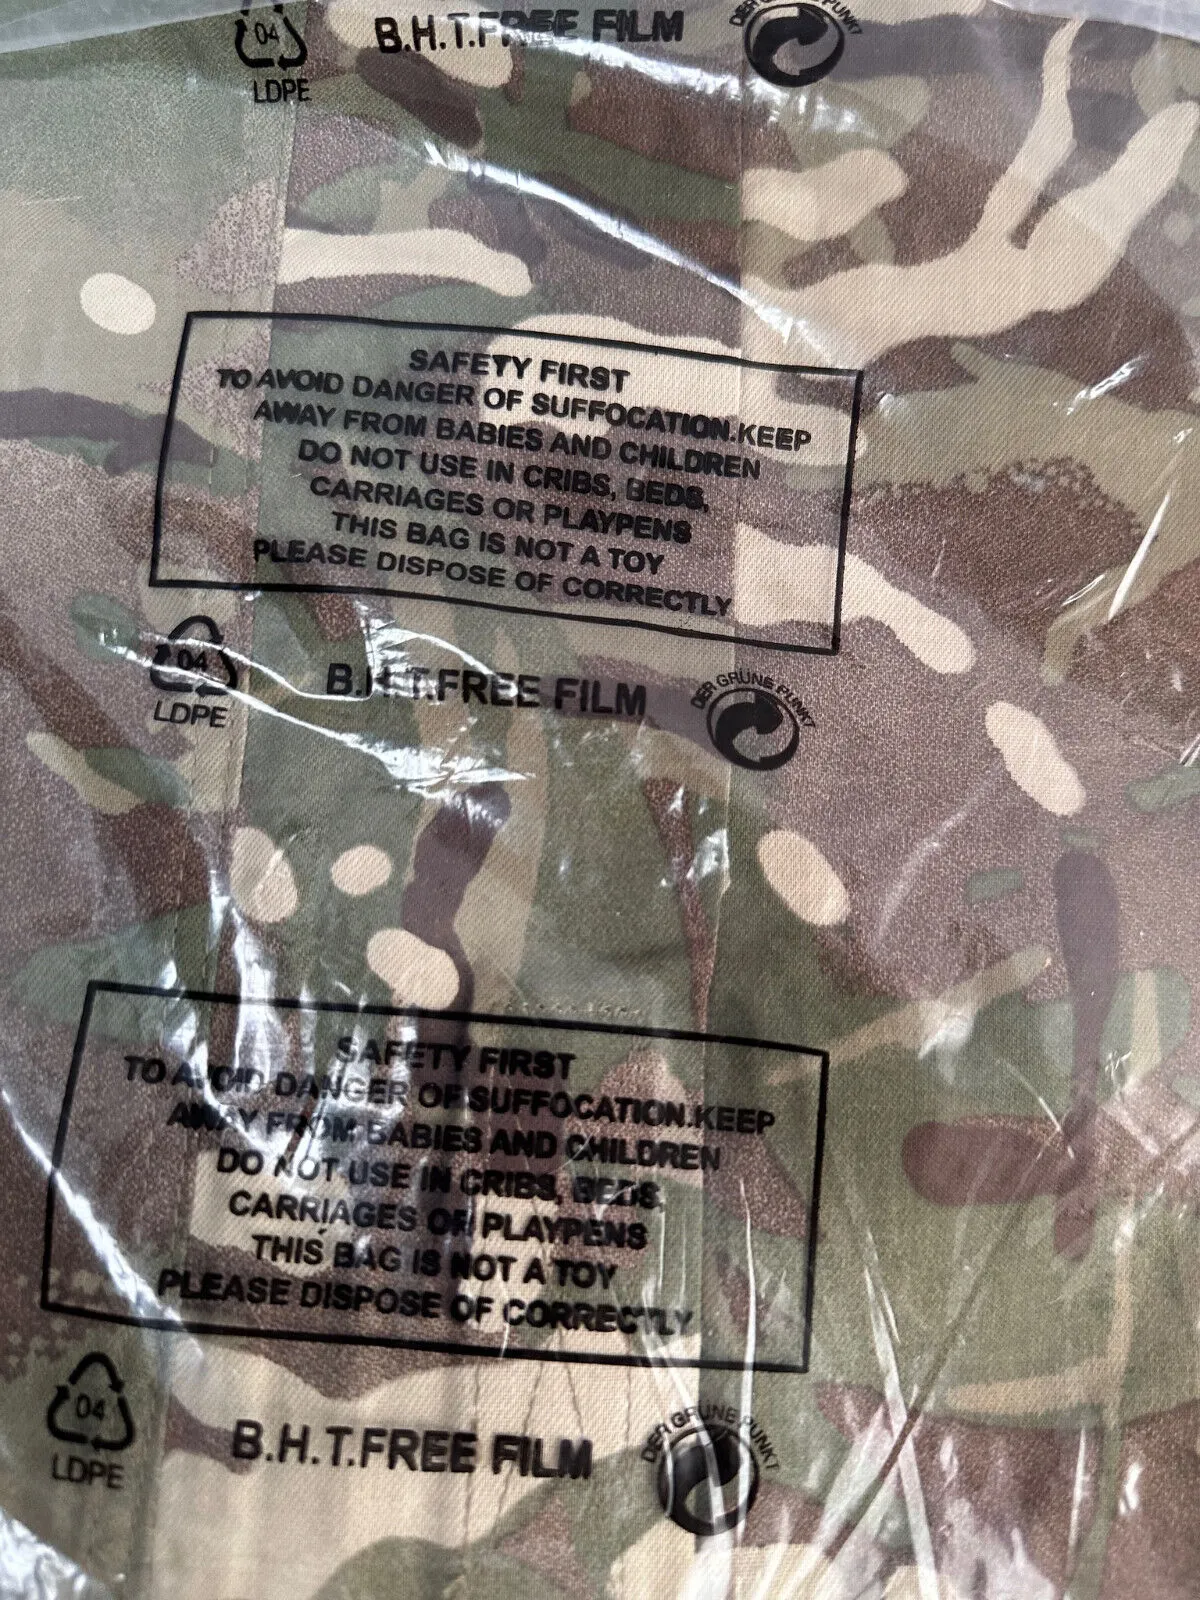 04
LDPE
B.H.T.FREE FILM
DER GRÜNE PUNKT
SAFETY FIRST
TO AVOID DANGER OF SUFFOCATION.KEEP
AWAY FROM BABIES AND CHILDREN
DO NOT USE IN CRIBS, BEDS,
CARRIAGES OR PLAYPENS
THIS BAG IS NOT A TOY
PLEASE DISPOSE OF CORRECTLY
04
LDPE
B.H.T.FREE FILM
DER GRÜNE PUNKT
SAFETY FIRST
TO AVOID DANGER OF SUFFOCATION.KEEP
AWAY FROM BABIES AND CHILDREN
DO NOT USE IN CRIBS, BEDS,
CARRIAGES OR PLAYPENS
THIS BAG IS NOT A TOY
PLEASE DISPOSE OF CORRECTLY
04
LDPE
B.H.T.FREE FILM
DER GRÜNE PUNKT